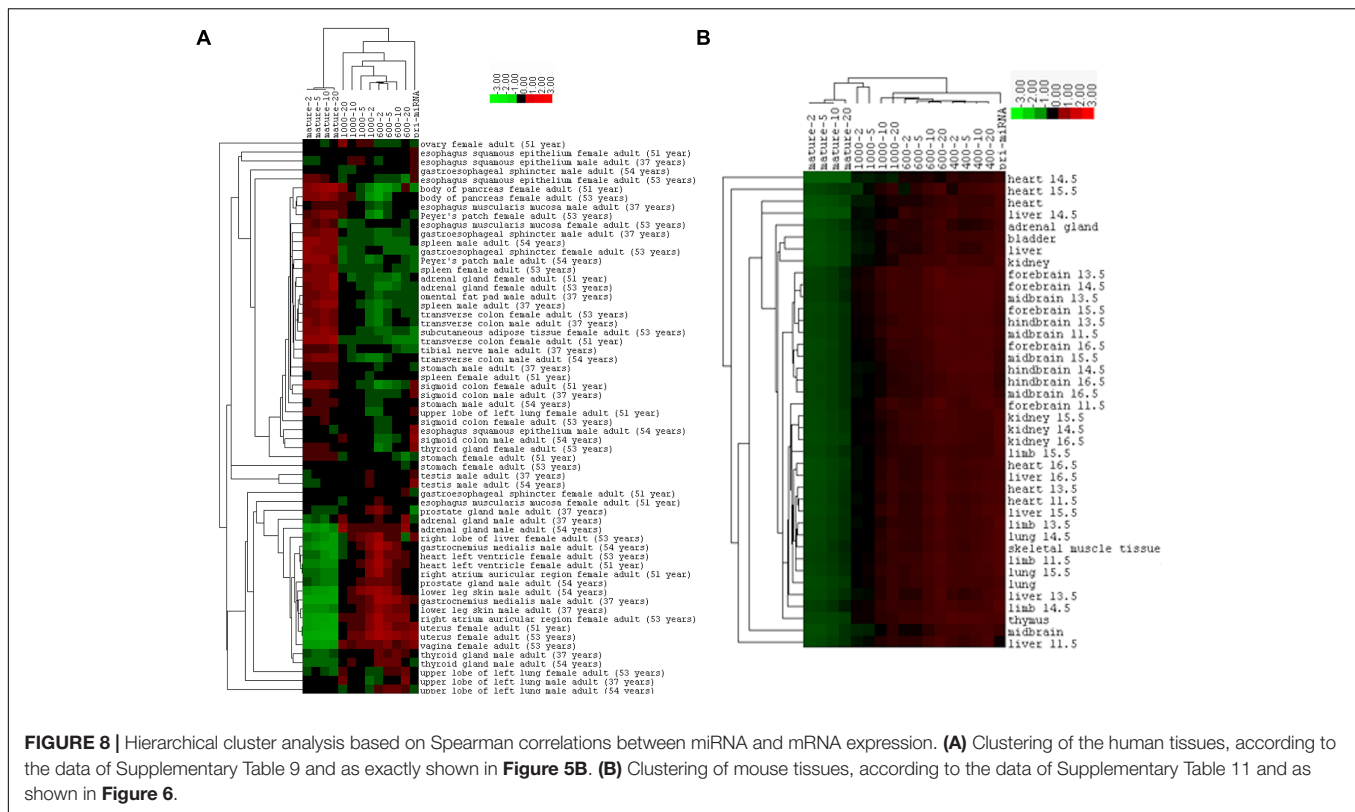 A
B
-3.00
-2.00
-1.00
0.00
1.00
2.00
3.00
-3.00
-2.00
-1.00
0.00
1.00
2.00
3.00
mature-2
mature-5
mature-10
mature-20
1000-20
1000-10
1000-5
1000-2
600-2
600-5
600-10
600-20
pri-miRNA
ovary female adult (51 year)
esophagus squamous epithelium female adult (51 year)
esophagus squamous epithelium male adult (37 years)
gastroesophageal sphincter male adult (54 years)
esophagus squamous epithelium female adult (53 years)
body of pancreas female adult (51 year)
body of pancreas female adult (53 years)
esophagus muscularis mucosa male adult (37 years)
Peyer's patch female adult (53 years)
esophagus muscularis mucosa female adult (53 years)
gastroesophageal sphincter male adult (37 years)
spleen male adult (54 years)
gastroesophageal sphincter female adult (53 years)
Peyer's patch male adult (54 years)
spleen female adult (53 years)
adrenal gland female adult (51 year)
adrenal gland female adult (53 years)
omental fat pad male adult (37 years)
spleen male adult (37 years)
transverse colon female adult (53 years)
transverse colon male adult (37 years)
subcutaneous adipose tissue female adult (53 years)
transverse colon female adult (51 year)
tibial nerve male adult (37 years)
transverse colon male adult (54 years)
stomach male adult (37 years)
spleen female adult (51 year)
sigmoid colon female adult (51 year)
sigmoid colon male adult (37 years)
stomach male adult (54 years)
upper lobe of left lung female adult (51 year)
sigmoid colon female adult (53 years)
esophagus squamous epithelium male adult (54 years)
sigmoid colon male adult (54 years)
thyroid gland female adult (53 years)
stomach female adult (51 year)
stomach female adult (53 years)
testis male adult (37 years)
testis male adult (54 years)
gastroesophageal sphincter female adult (51 year)
esophagus muscularis mucosa female adult (51 year)
prostate gland male adult (37 years)
adrenal gland male adult (37 years)
adrenal gland male adult (54 years)
right lobe of liver female adult (53 years)
gastrocnemius medialis male adult (54 years)
heart left ventricle female adult (53 years)
heart left ventricle female adult (51 year)
right atrium auricular region female adult (51 year)
prostate gland male adult (54 years)
lower leg skin male adult (54 years)
gastrocnemius medialis male adult (37 years)
lower leg skin male adult (37 years)
right atrium auricular region female adult (53 years)
uterus female adult (51 year)
uterus female adult (53 years)
vagina female adult (53 years)
thyroid gland male adult (37 years)
thyroid gland male adult (54 years)
upper lobe of left lung female adult (53 years)
upper lobe of left lung male adult (37 years)
upper lobe of left lung male adult (54 years)
mature-2
mature-5
mature-10
mature-20
1000-2
1000-5
1000-10
1000-20
600-2
600-5
600-10
600-20
400-2
400-5
400-10
400-20
pri-miRNA
heart 14.5
heart 15.5
heart
liver 14.5
adrenal gland
bladder
liver
kidney
forebrain 13.5
forebrain 14.5
midbrain 13.5
forebrain 15.5
hindbrain 13.5
midbrain 11.5
forebrain 16.5
midbrain 15.5
hindbrain 14.5
hindbrain 16.5
midbrain 16.5
forebrain 11.5
kidney 15.5
kidney 14.5
kidney 16.5
limb 15.5
heart 16.5
liver 16.5
heart 13.5
heart 11.5
liver 15.5
limb 13.5
lung 14.5
skeletal muscle tissue
limb 11.5
lung 15.5
lung
liver 13.5
limb 14.5
thymus
midbrain
liver 11.5
FIGURE 8 | Hierarchical cluster analysis based on Spearman correlations between miRNA and mRNA expression. (A) Clustering of the human tissues, according to
the data of Supplementary Table 9 and as exactly shown in Figure 5B. (B) Clustering of mouse tissues, according to the data of Supplementary Table 11 and as
shown in Figure 6.